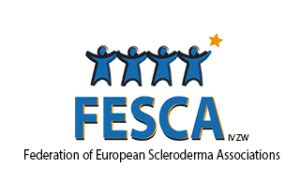 FESCA
IVZW
Federation of European Scleroderma Associations